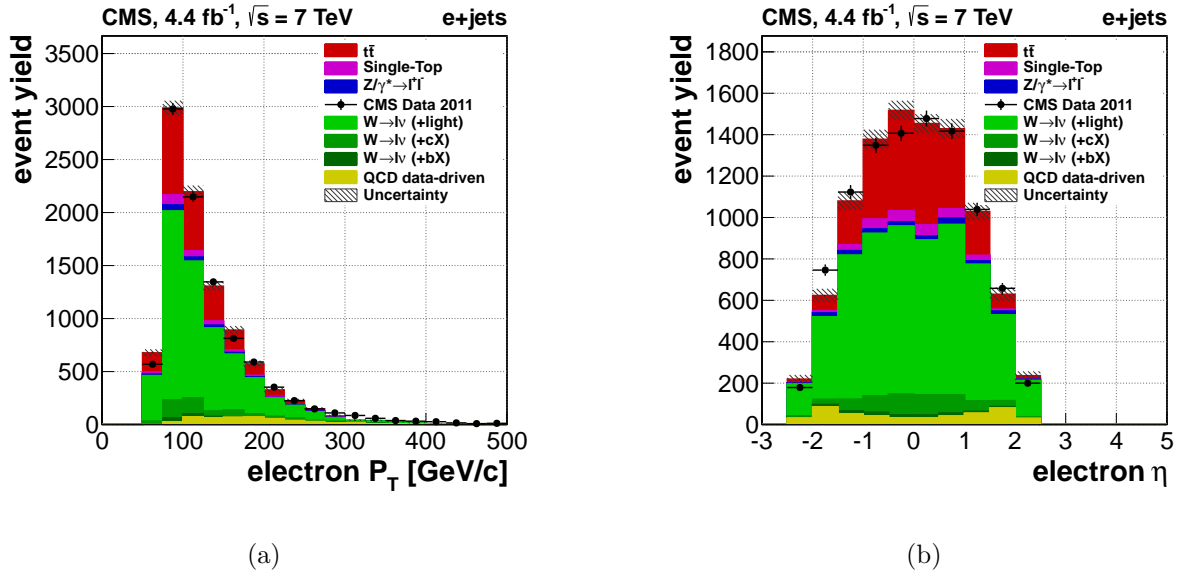 CMS, 4.4 fb⁻¹, √s = 7 TeV e+jets
event yield
3500
3000
2500
2000
1500
1000
500
0
tt̄
Single-Top
Z/γ*→l⁺l⁻
CMS Data 2011
W→lν (+light)
W→lν (+cX)
W→lν (+bX)
QCD data-driven
Uncertainty
0 100 200 300 400 500
electron P_T [GeV/c]
(a)
CMS, 4.4 fb⁻¹, √s = 7 TeV e+jets
event yield
1800
1600
1400
1200
1000
800
600
400
200
0
tt̄
Single-Top
Z/γ*→l⁺l⁻
CMS Data 2011
W→lν (+light)
W→lν (+cX)
W→lν (+bX)
QCD data-driven
Uncertainty
-3 -2 -1 0 1 2 3 4 5
electron η
(b)